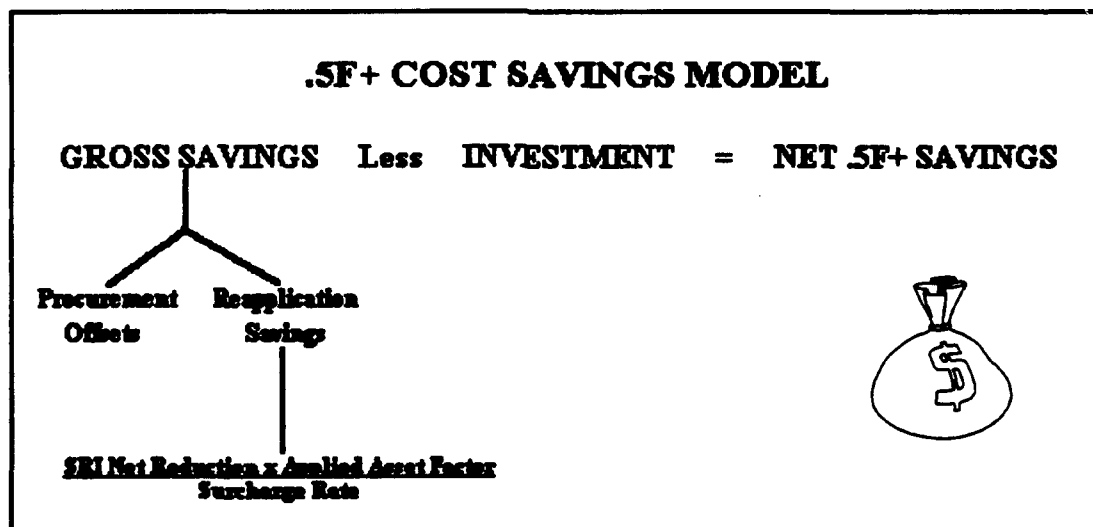 .5F+ COST SAVINGS MODEL
GROSS SAVINGS Less INVESTMENT = NET .5F+ SAVINGS
Procurement Reapplication
Offsets Savings
SRI Net Reduction x Applied Asset Factor
Surcharge Rate
$